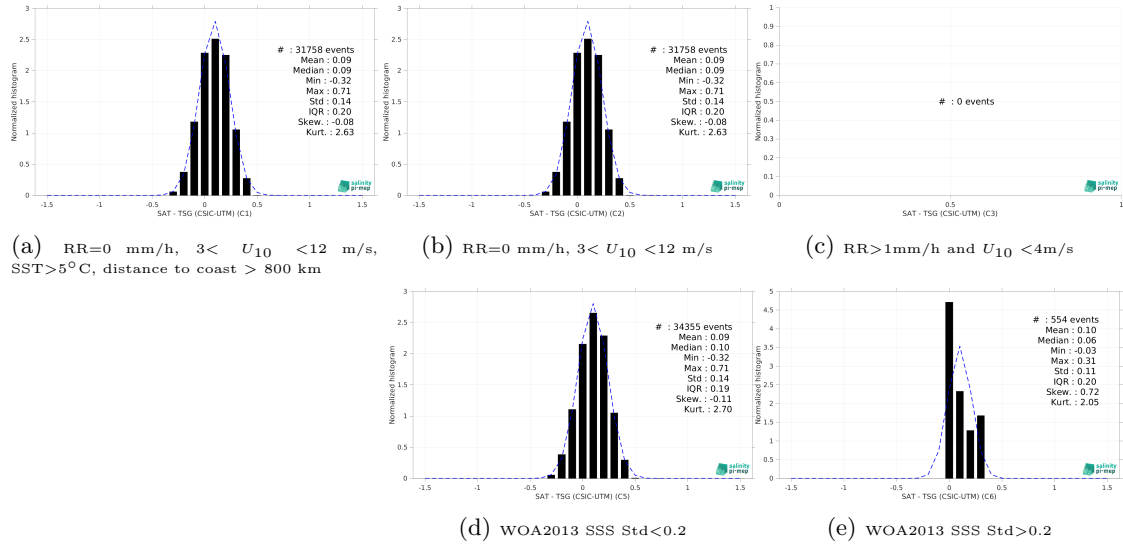 3
2.5
2
1.5
1
0.5
0
-1.5
-1
-0.5
0
0.5
1
1.5
Normalized histogram
SAT - TSG (CSIC-UTM) (C1)
# : 31758 events
Mean : 0.09
Median : 0.09
Min : -0.32
Max : 0.71
Std : 0.14
IQR : 0.20
Skew. : -0.08
Kurt. : 2.63
salinity
pi-mep
(a) RR=0 mm/h, 3< U10 <12 m/s,
SST>5°C, distance to coast > 800 km
3
2.5
2
1.5
1
0.5
0
-1.5
-1
-0.5
0
0.5
1
1.5
Normalized histogram
SAT - TSG (CSIC-UTM) (C2)
# : 31758 events
Mean : 0.09
Median : 0.09
Min : -0.32
Max : 0.71
Std : 0.14
IQR : 0.20
Skew. : -0.08
Kurt. : 2.63
salinity
pi-mep
(b) RR=0 mm/h, 3< U10 <12 m/s
1
0.9
0.8
0.7
0.6
0.5
0.4
0.3
0.2
0.1
0
0
0.5
1
Normalized histogram
SAT - TSG (CSIC-UTM) (C3)
# : 0 events
salinity
pi-mep
(c) RR>1mm/h and U10 <4m/s
3
2.5
2
1.5
1
0.5
0
-1.5
-1
-0.5
0
0.5
1
1.5
Normalized histogram
SAT - TSG (CSIC-UTM) (C5)
# : 34355 events
Mean : 0.09
Median : 0.10
Min : -0.32
Max : 0.71
Std : 0.14
IQR : 0.19
Skew. : -0.11
Kurt. : 2.70
salinity
pi-mep
(d) WOA2013 SSS Std<0.2
5
4.5
4
3.5
3
2.5
2
1.5
1
0.5
0
-1.5
-1
-0.5
0
0.5
1
1.5
Normalized histogram
SAT - TSG (CSIC-UTM) (C6)
# : 554 events
Mean : 0.10
Median : 0.06
Min : -0.03
Max : 0.31
Std : 0.11
IQR : 0.20
Skew. : 0.72
Kurt. : 2.05
salinity
pi-mep
(e) WOA2013 SSS Std>0.2